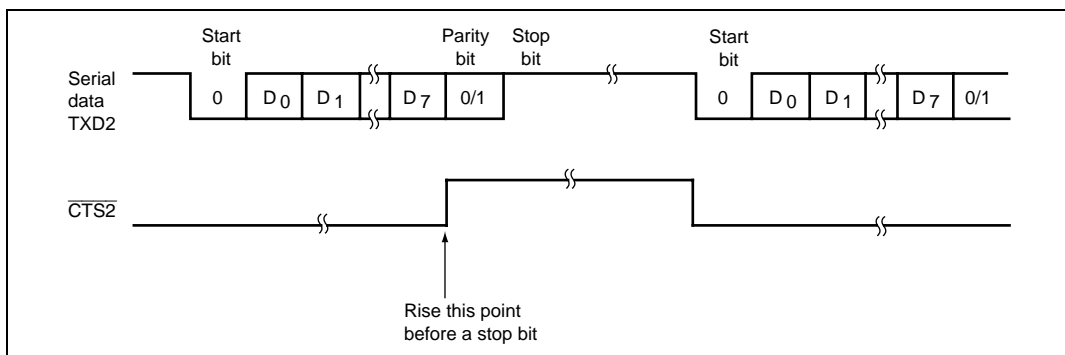 Start bit
Parity bit
Stop bit
Start bit
Serial data TXD2
0 D0 D1 D7 0/1 0 D0 D1 D7 0/1
CTS2
Rise this point
before a stop bit